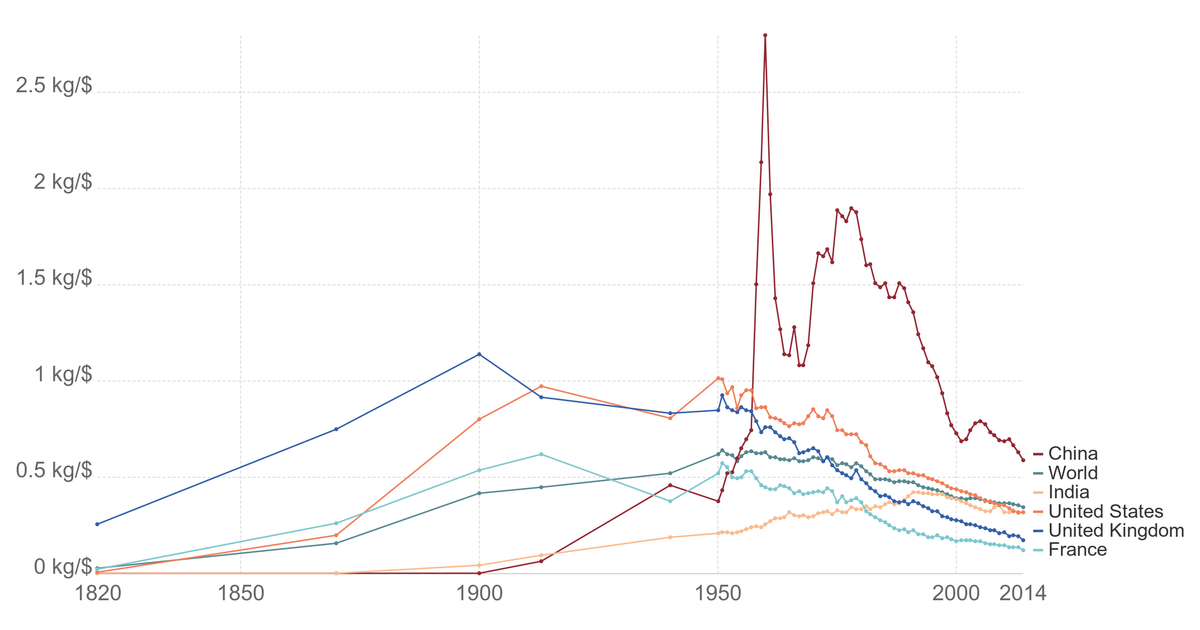 2.5 kg/$
2 kg/$
1.5 kg/$
1 kg/$
0.5 kg/$
0 kg/$
1820 1850 1900 1950 2000 2014
China
World
India
United States
United Kingdom
France